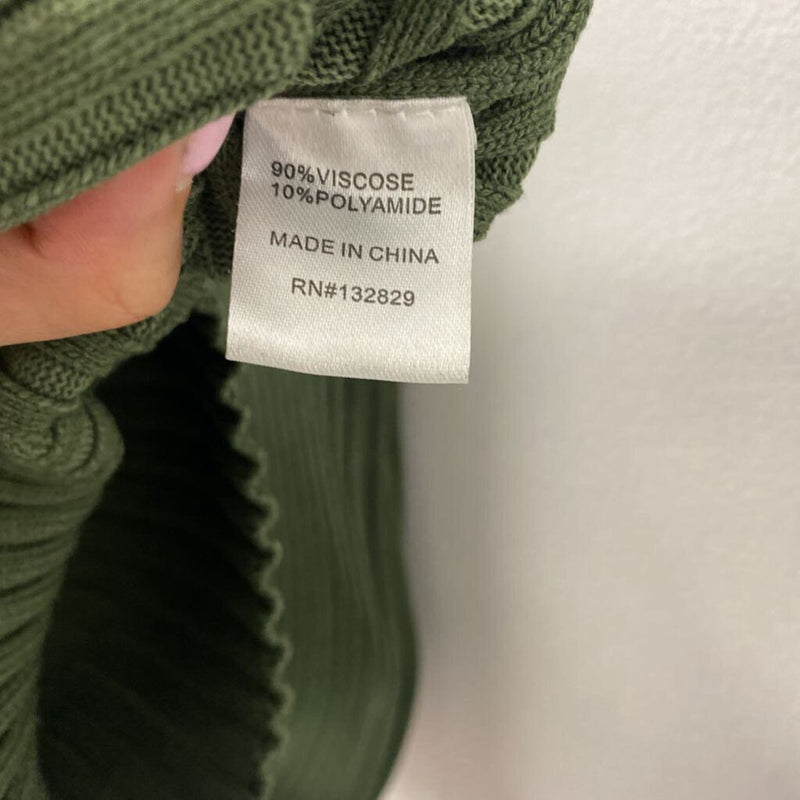 90%VISCOSE
10%POLYAMIDE
MADE IN CHINA
RN#132829